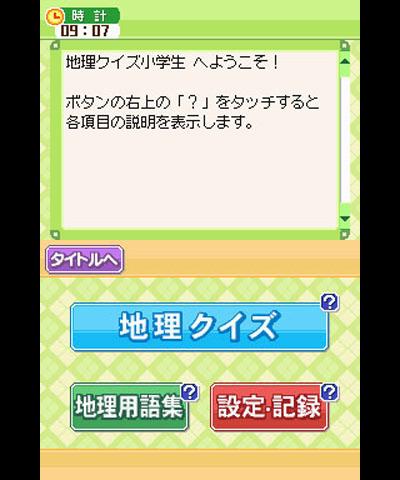 時計
09:07
地理クイズ小学生 へようこそ!
ボタンの右上の「?」をタッチすると
各項目の説明を表示します。
タイトルへ
?
地理クイズ
?
?
地理用語集
設定・記録